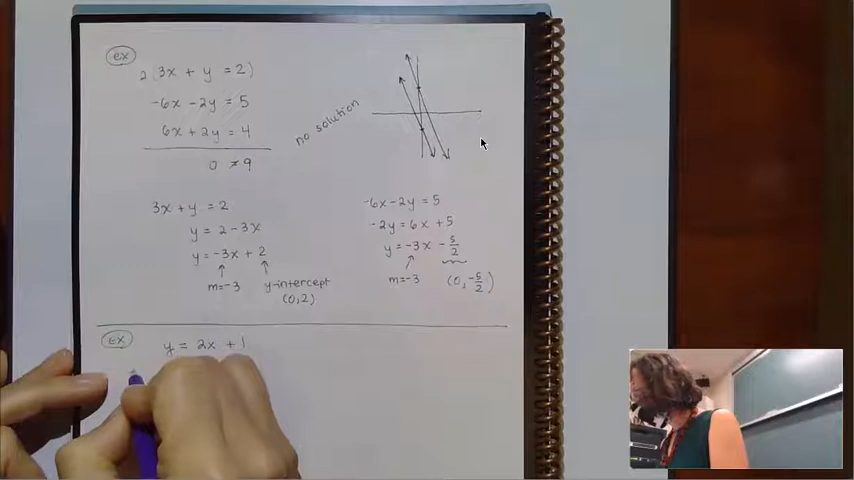 ex
2(3x + y = 2)
-6x - 2y = 5
6x + 2y = 4
0 ≠ 9
no solution
3x + y = 2
y = 2 - 3x
y = -3x + 2
↑ ↑
m=-3 y-intercept
(0,2)
-6x - 2y = 5
-2y = 6x + 5
y = -3x - 5/2
↑
m=-3 (0, -5/2)
Ex
y = 2x + 1